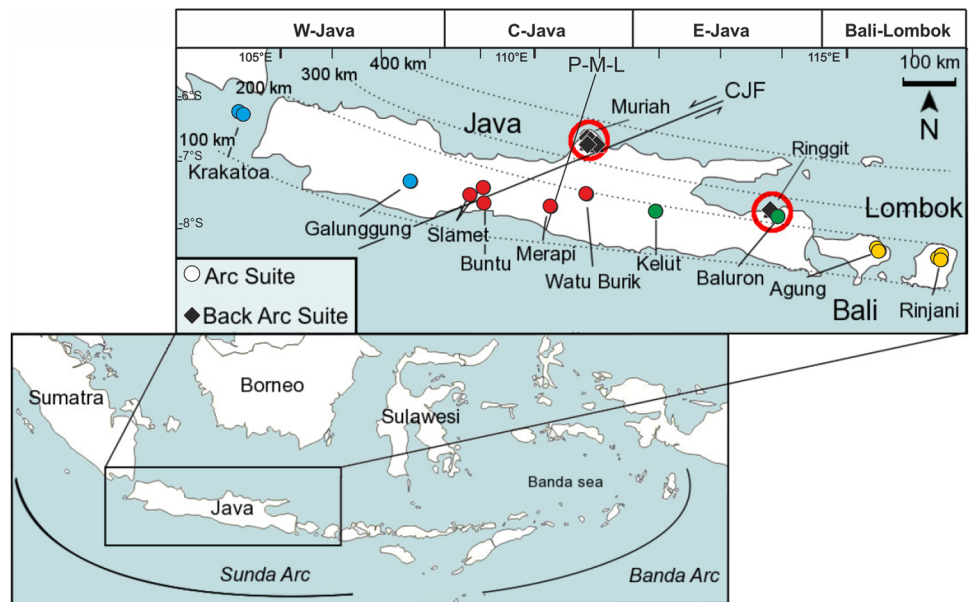 W-Java
C-Java
E-Java
Bali-Lombok
105°E
110°E
115°E
100 km
400 km
300 km
200 km
100 km
P-M-L
CJF
N
-6°S
-7°S
-8°S
Java
Muriah
Ringgit
Krakatoa
Lombok
Galunggung
Slamet
Buntu
Merapi
Watu Burik
Kelut
Baluron
Agung
Bali
Rinjani
Arc Suite
Back Arc Suite
Sumatra
Borneo
Sulawesi
Banda sea
Java
Sunda Arc
Banda Arc